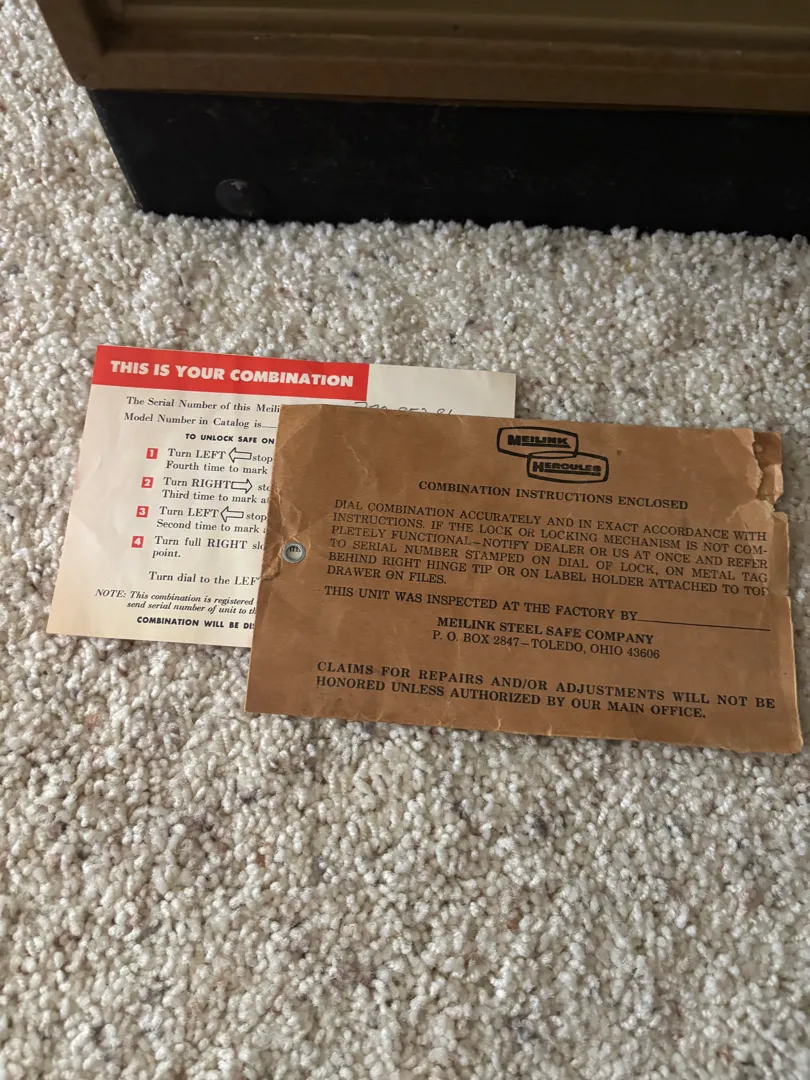 THIS IS YOUR COMBINATION
The Serial Number of this Meili
Model Number in Catalog is
TO UNLOCK SAFE ON
1 Turn LEFT stop
Fourth time to mark
2 Turn RIGHT sto
Third time to mark a
3 Turn LEFT stop
Second time to mark
4 Turn full RIGHT slo
point.
Turn dial to the LEF
NOTE: This combination is registered
send serial number of unit to th
COMBINATION WILL BE DIS
MEILINK
HERCULES
COMBINATION INSTRUCTIONS ENCLOSED
DIAL COMBINATION ACCURATELY AND IN EXACT ACCORDANCE WITH
INSTRUCTIONS. IF THE LOCK OR LOCKING MECHANISM IS NOT COM-
PLETELY FUNCTIONAL—NOTIFY DEALER OR US AT ONCE AND REFER
TO SERIAL NUMBER STAMPED ON DIAL OF LOCK, ON METAL TAG
BEHIND RIGHT HINGE TIP OR ON LABEL HOLDER ATTACHED TO TOP
DRAWER ON FILES.
THIS UNIT WAS INSPECTED AT THE FACTORY BY
MEILINK STEEL SAFE COMPANY
P. O. BOX 2847—TOLEDO, OHIO 43606
CLAIMS FOR REPAIRS AND/OR ADJUSTMENTS WILL NOT BE
HONORED UNLESS AUTHORIZED BY OUR MAIN OFFICE.